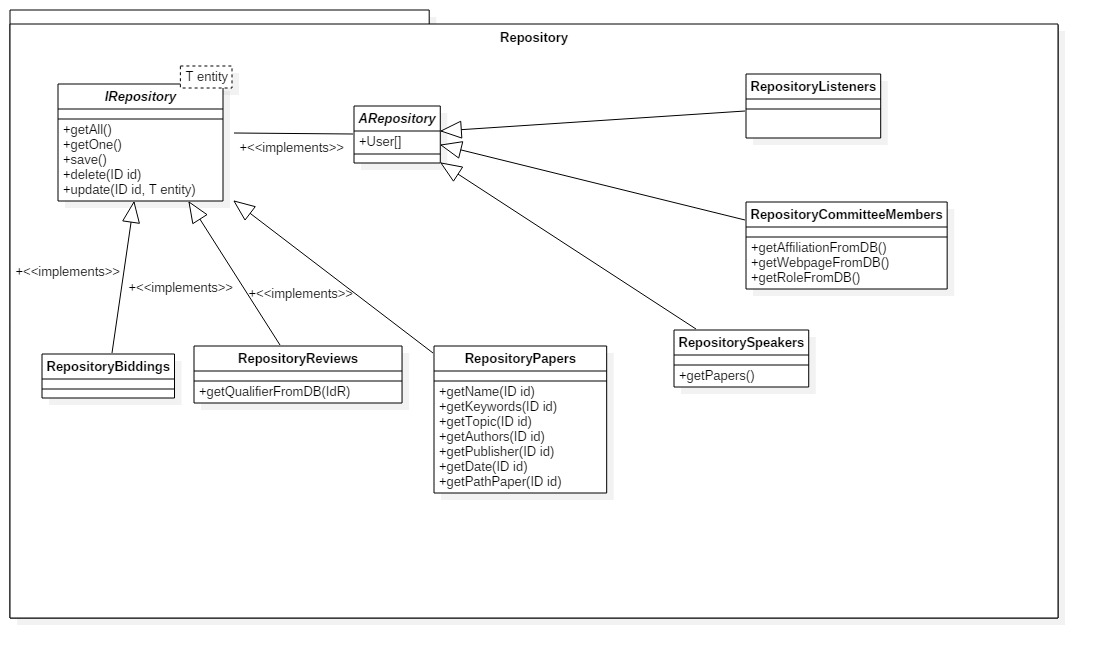 Repository
T entity
IRepository
+getAll()
+getOne()
+save()
+delete(ID id)
+update(ID id, T entity)
+<<implements>>
ARepository
+User[]
RepositoryListeners
RepositoryCommitteeMembers
+getAffiliationFromDB()
+getWebpageFromDB()
+getRoleFromDB()
+<<implements>>
+<<implements>>
+<<implements>>
RepositoryBiddings
RepositoryReviews
+getQualifierFromDB(IdR)
RepositoryPapers
+getName(ID id)
+getKeywords(ID id)
+getTopic(ID id)
+getAuthors(ID id)
+getPublisher(ID id)
+getDate(ID id)
+getPathPaper(ID id)
RepositorySpeakers
+getPapers()